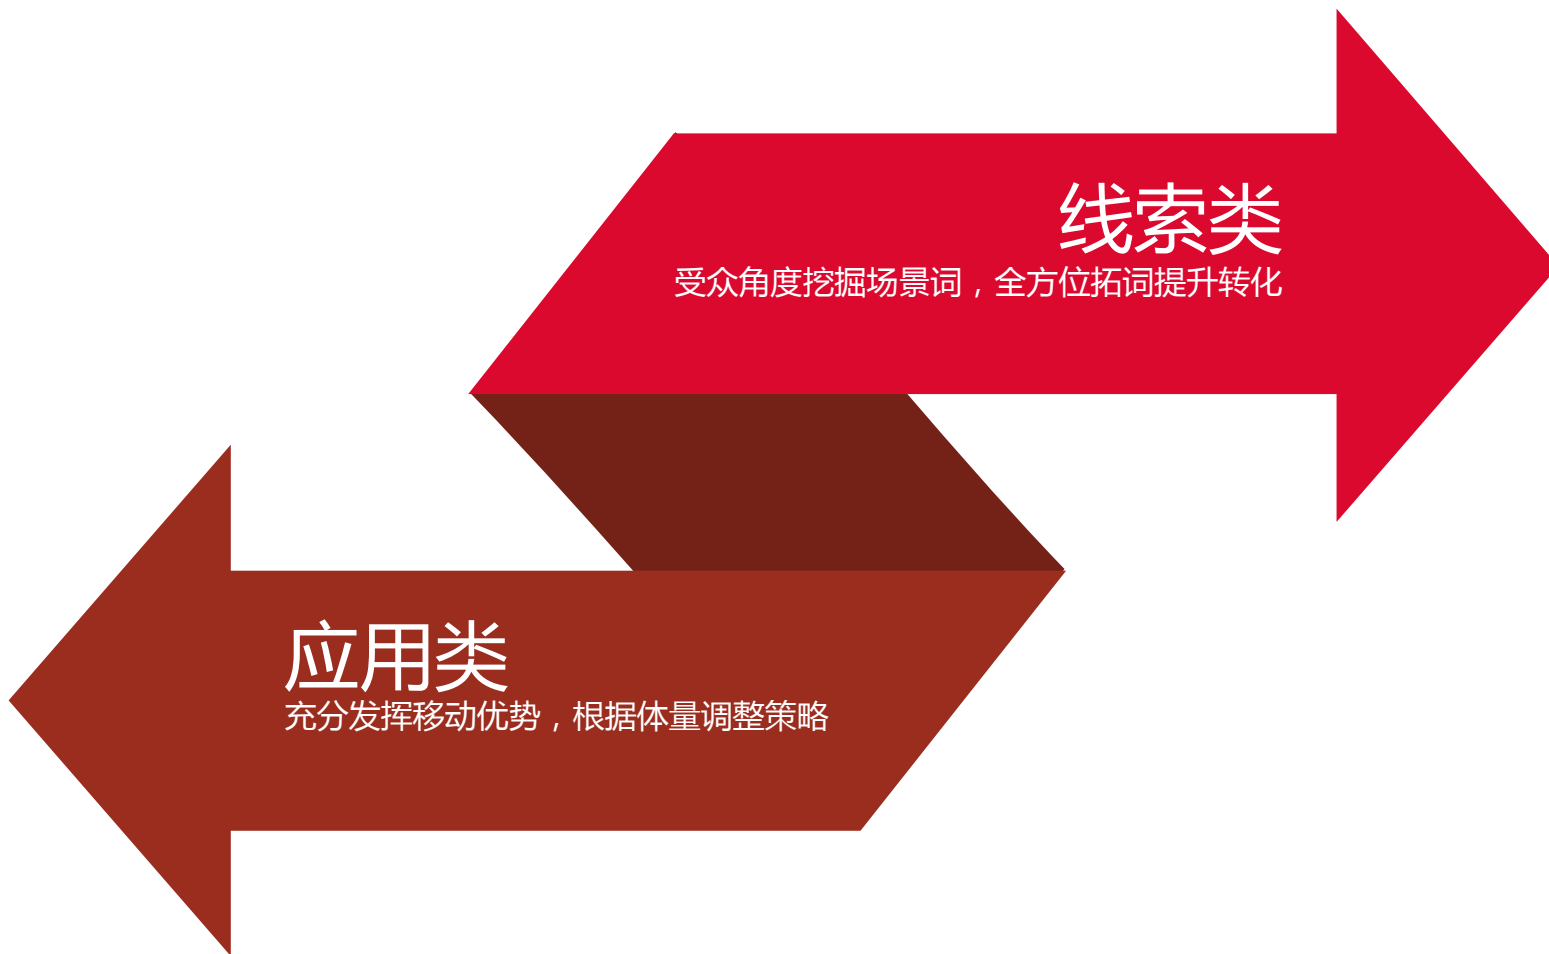 线索类
受众角度挖掘场景词，全方位拓词提升转化
应用类
充分发挥移动优势，根据体量调整策略